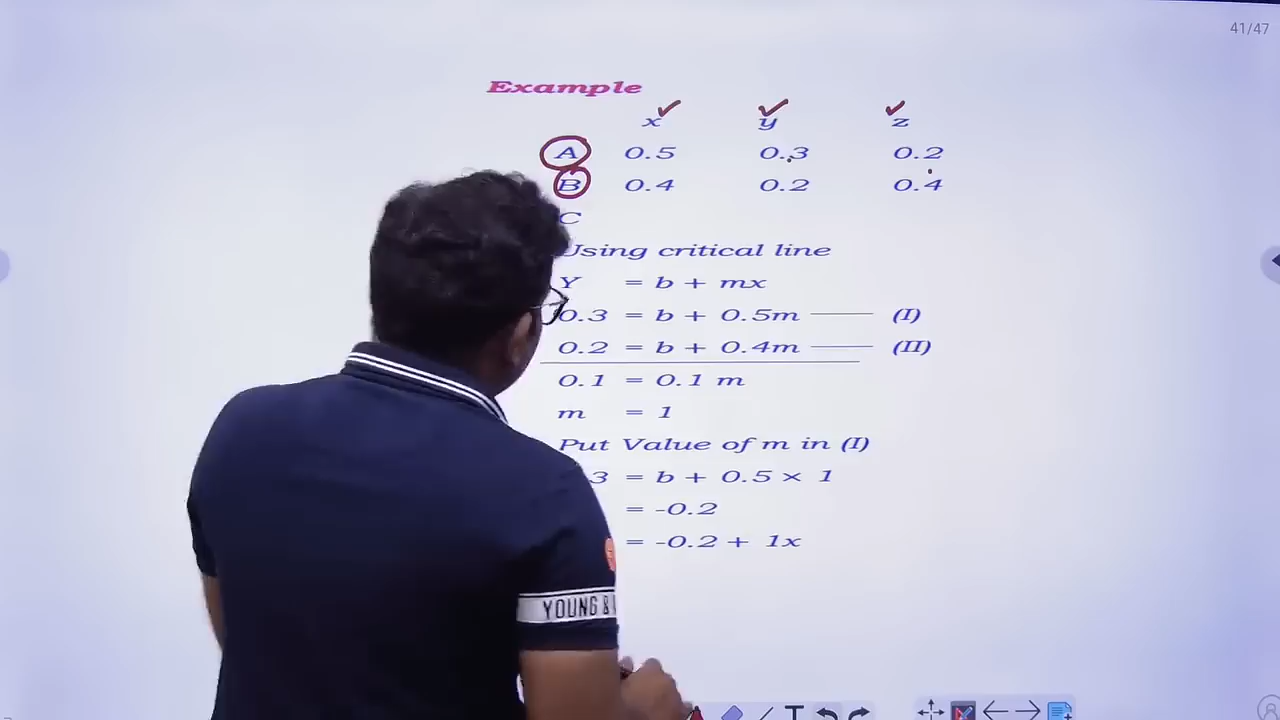 41/47
Example
x y z
A 0.5 0.3 0.2
B 0.4 0.2 0.4
C
Using critical line
Y = b + mx
0.3 = b + 0.5m (I)
0.2 = b + 0.4m (II)
0.1 = 0.1 m
m = 1
Put Value of m in (I)
3 = b + 0.5 × 1
= -0.2
= -0.2 + 1x
YOUNG &
T